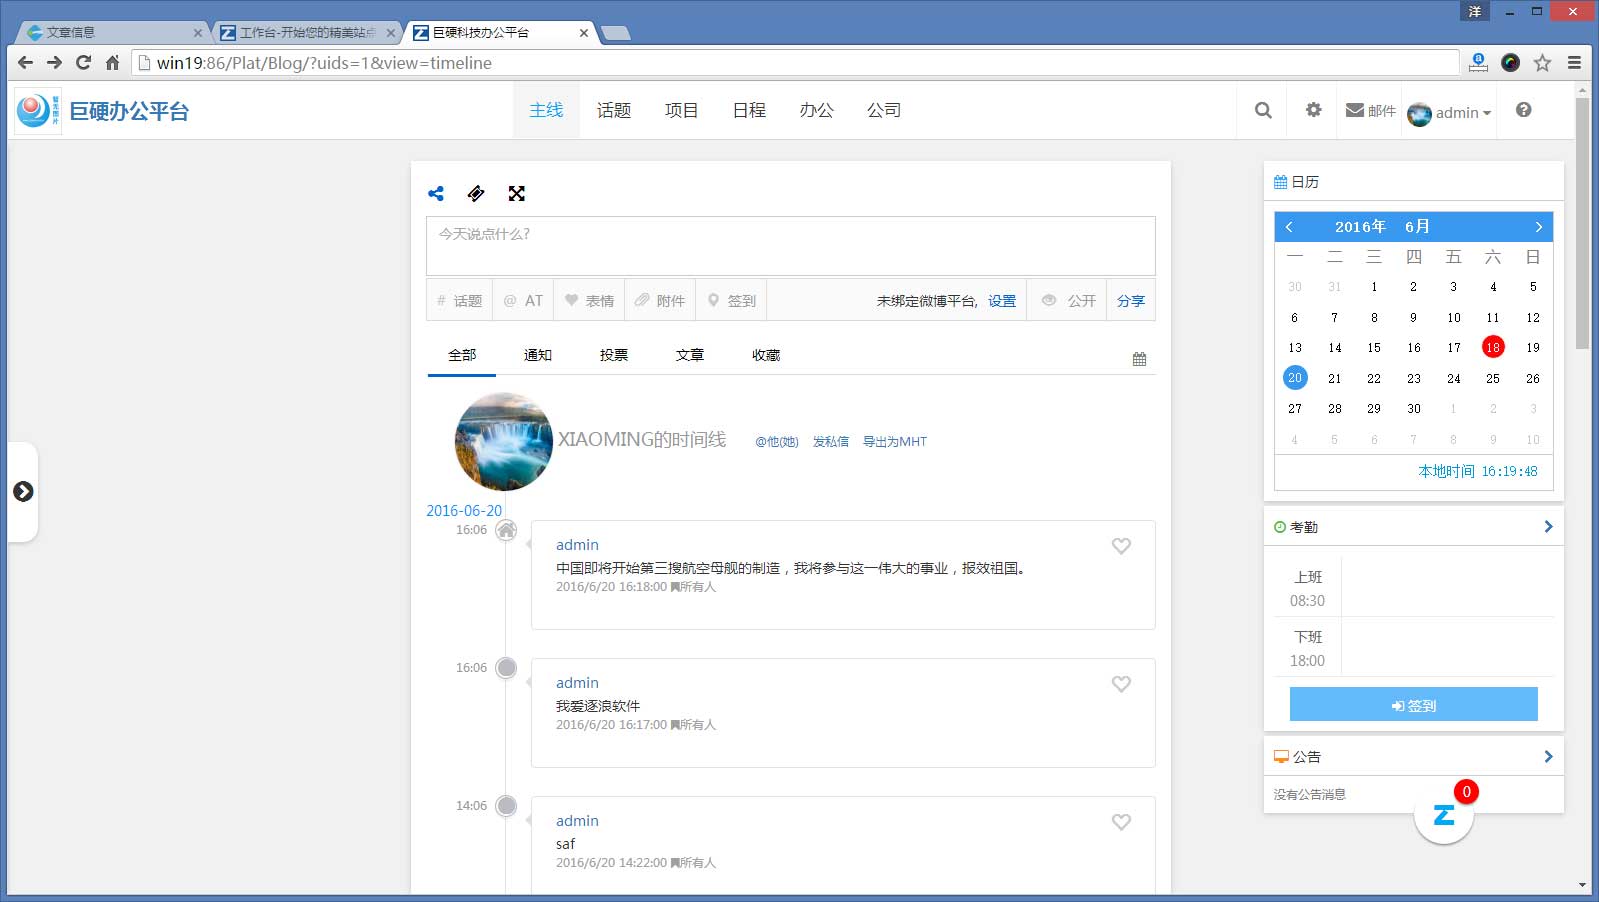 洋
文章信息
工作台-开始您的精美站点
巨硬科技办公平台
win19:86/Plat/Blog/?uids=1&view=timeline
暂无图片
巨硬办公平台
主线 话题 项目 日程 办公 公司
邮件 admin
今天说点什么?
# 话题 @ AT 表情 附件 签到 未绑定微博平台, 设置 公开 分享
全部 通知 投票 文章 收藏
XIAOMING的时间线 @他(她) 发私信 导出为MHT
2016-06-20
16:06
admin
中国即将开始第三搜航空母舰的制造，我将参与这一伟大的事业，报效祖国。
2016/6/20 16:18:00 所有人
16:06
admin
我爱逐浪软件
2016/6/20 16:17:00 所有人
14:06
admin
saf
2016/6/20 14:22:00 所有人
日历
2016年 6月
一 二 三 四 五 六 日
30 31 1 2 3 4 5
6 7 8 9 10 11 12
13 14 15 16 17 18 19
20 21 22 23 24 25 26
27 28 29 30 1 2 3
4 5 6 7 8 9 10
本地时间 16:19:48
考勤
上班
08:30
下班
18:00
签到
公告
没有公告消息
0